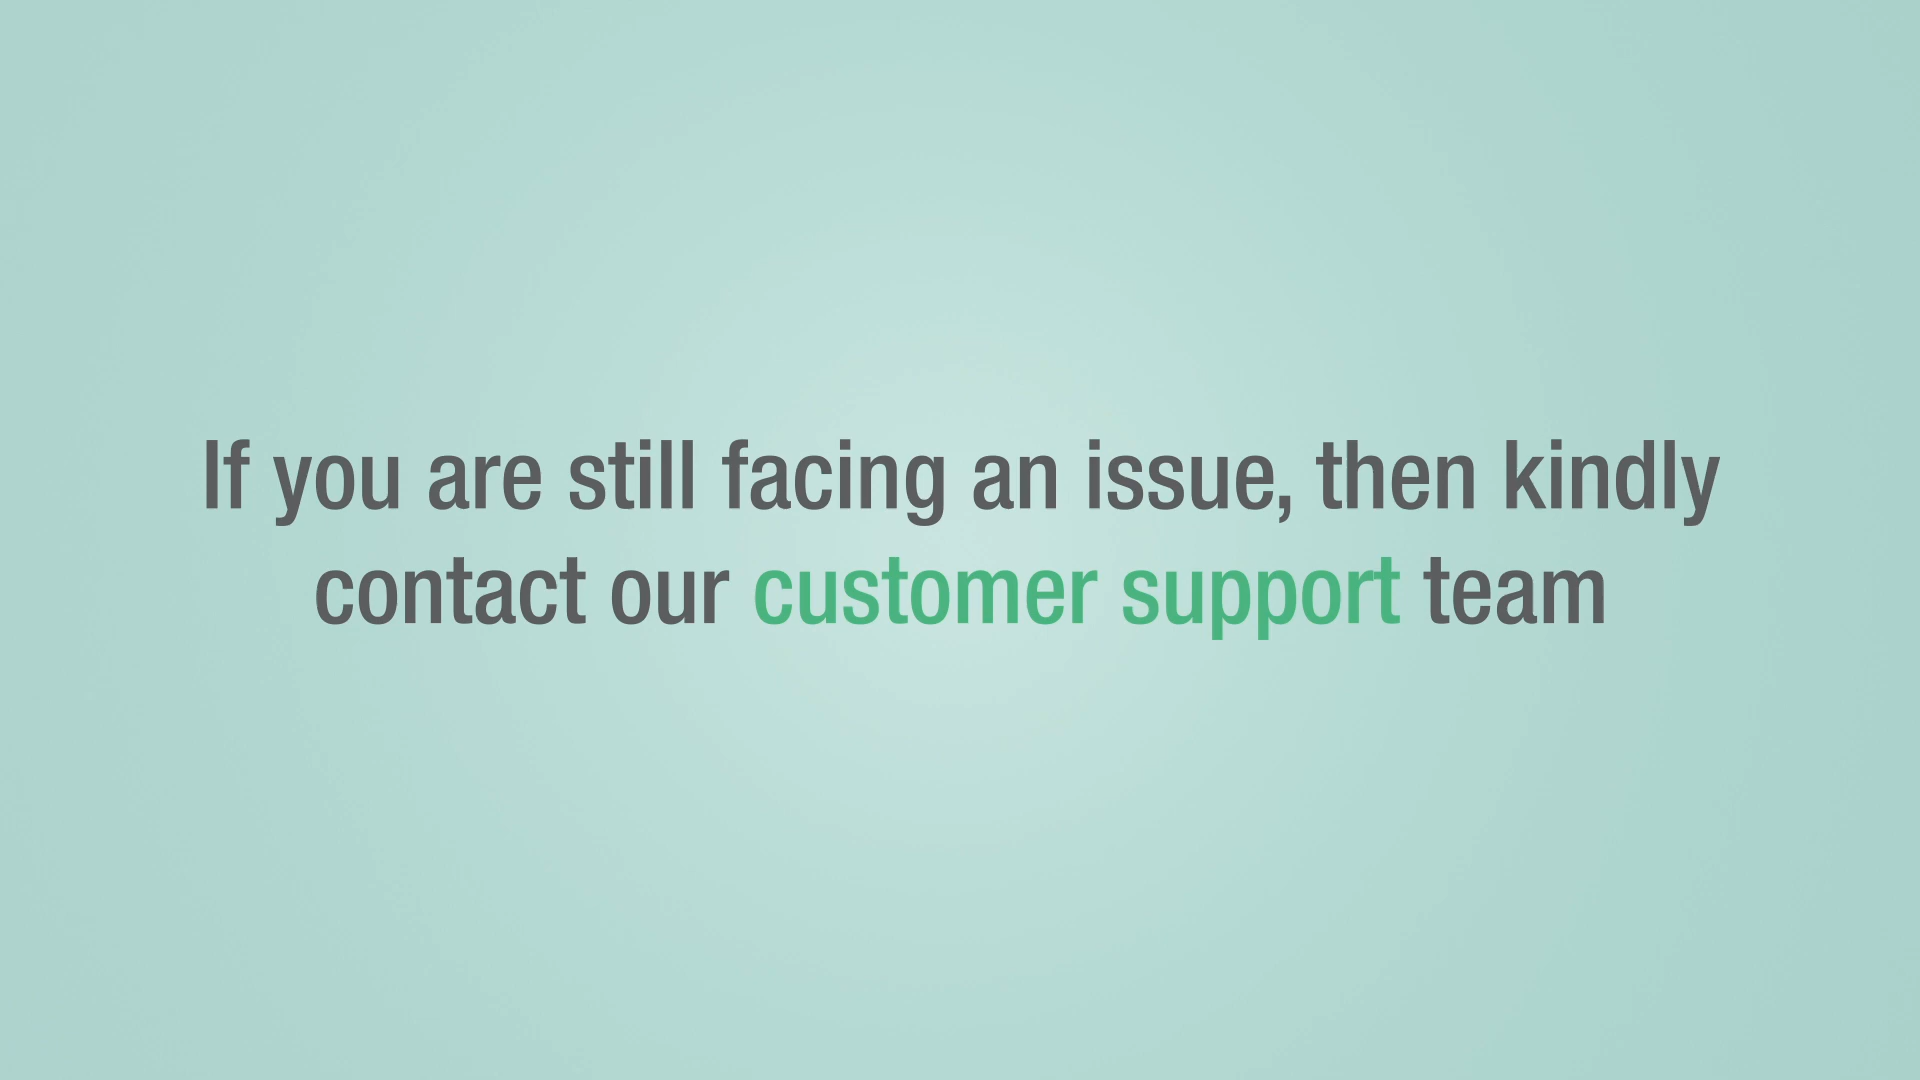 If you are still facing an issue, then kindly
contact our customer support team